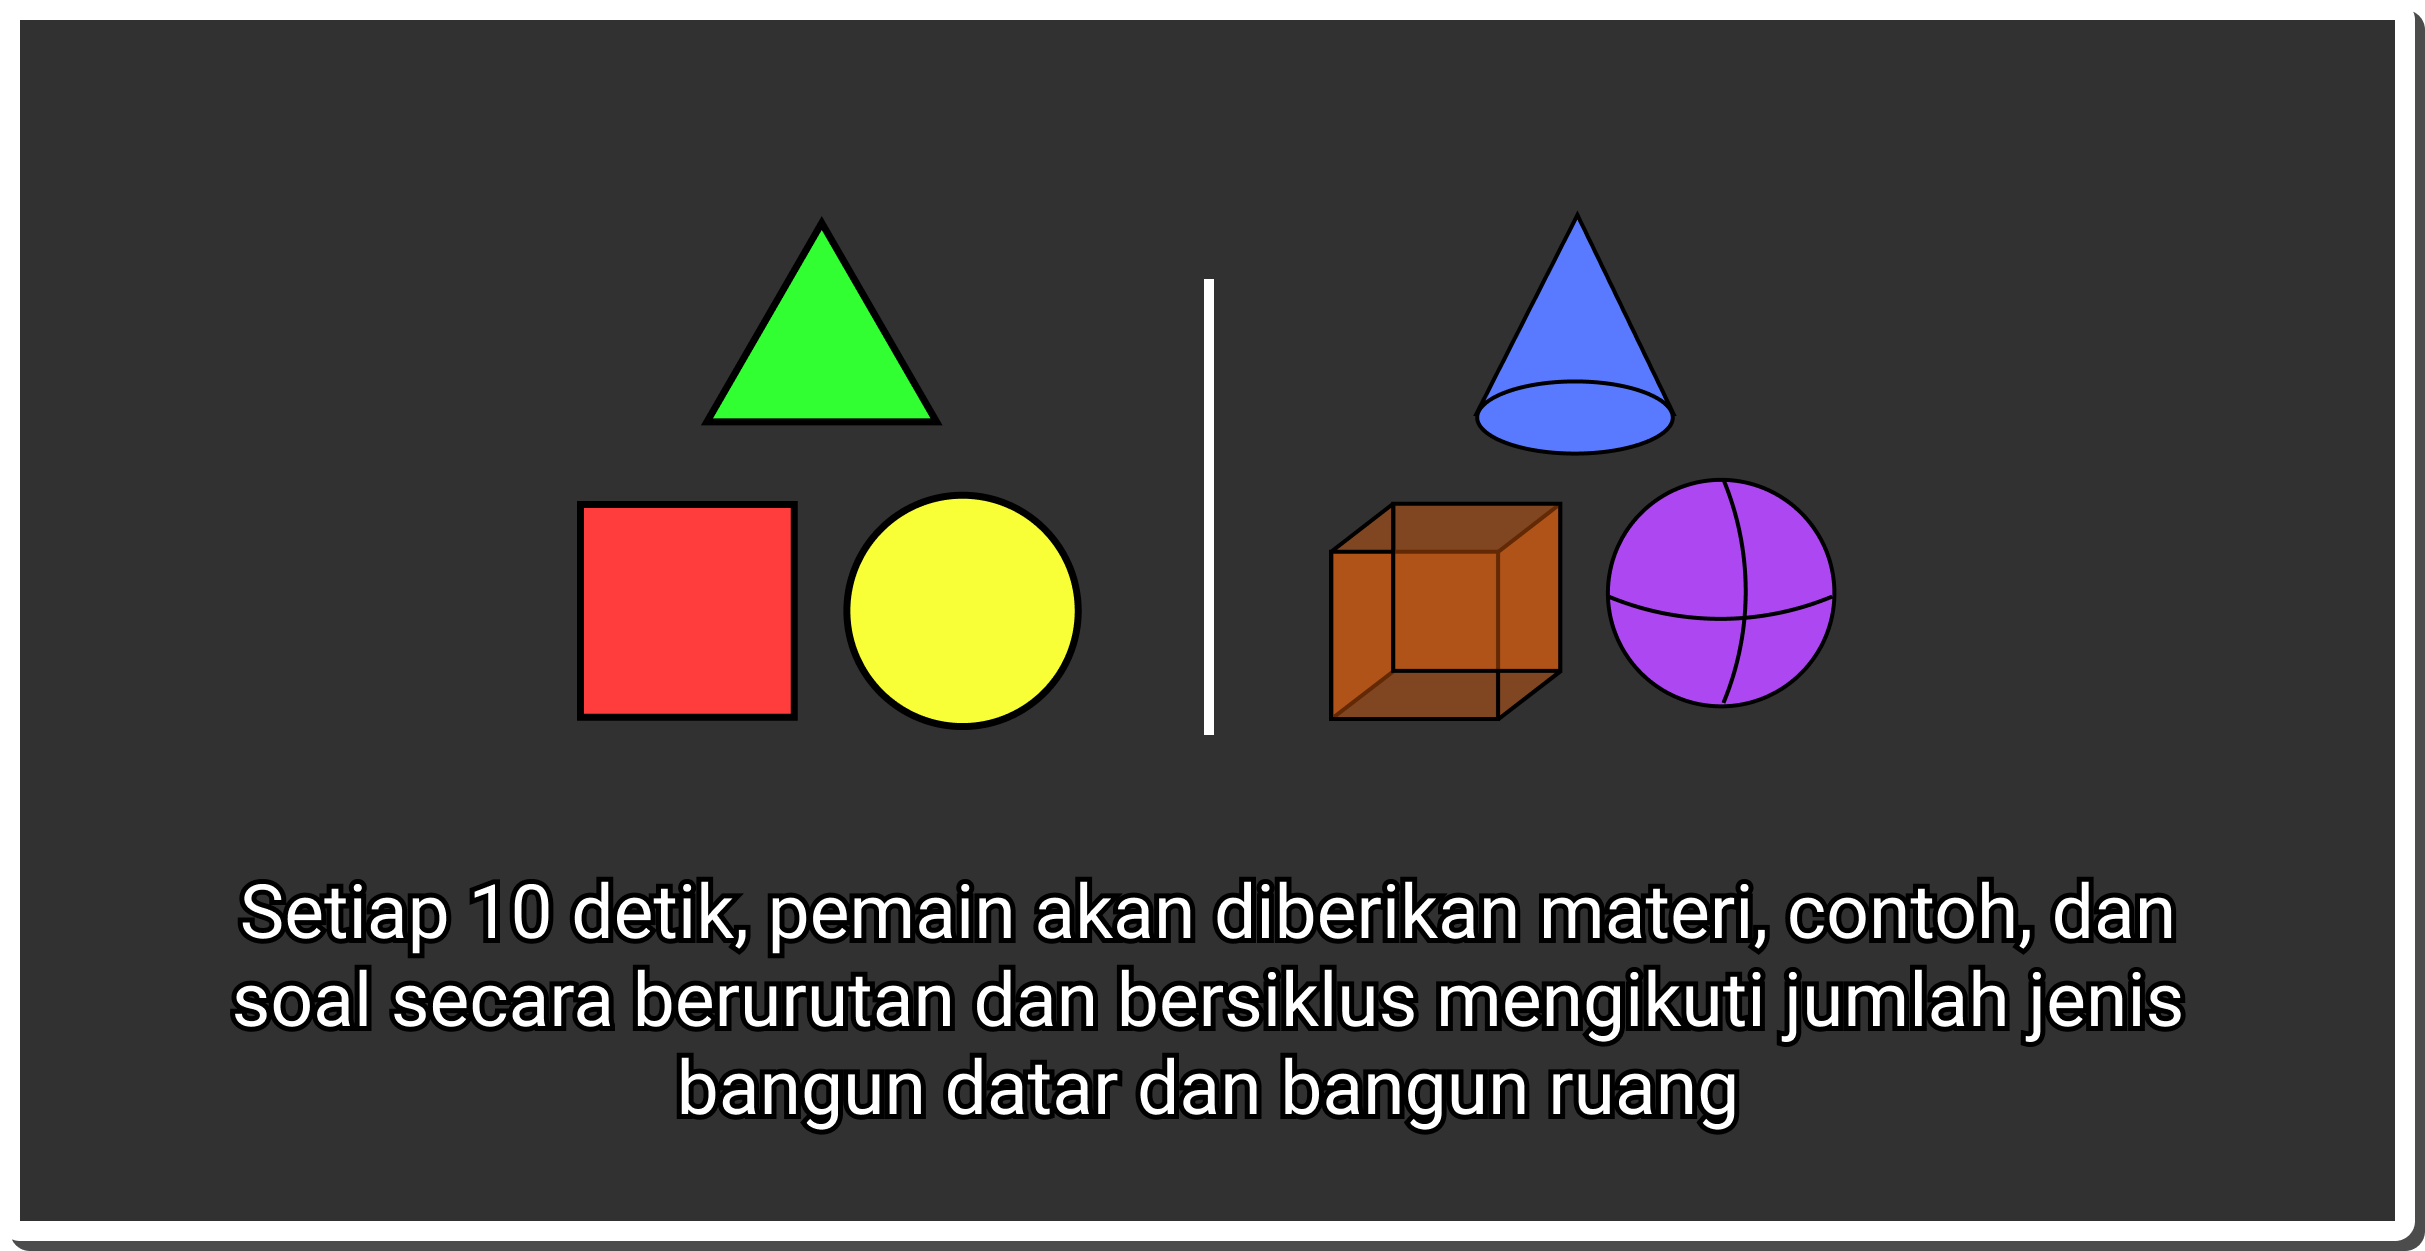 Setiap 10 detik, pemain akan diberikan materi, contoh, dan
soal secara berurutan dan bersiklus mengikuti jumlah jenis
bangun datar dan bangun ruang